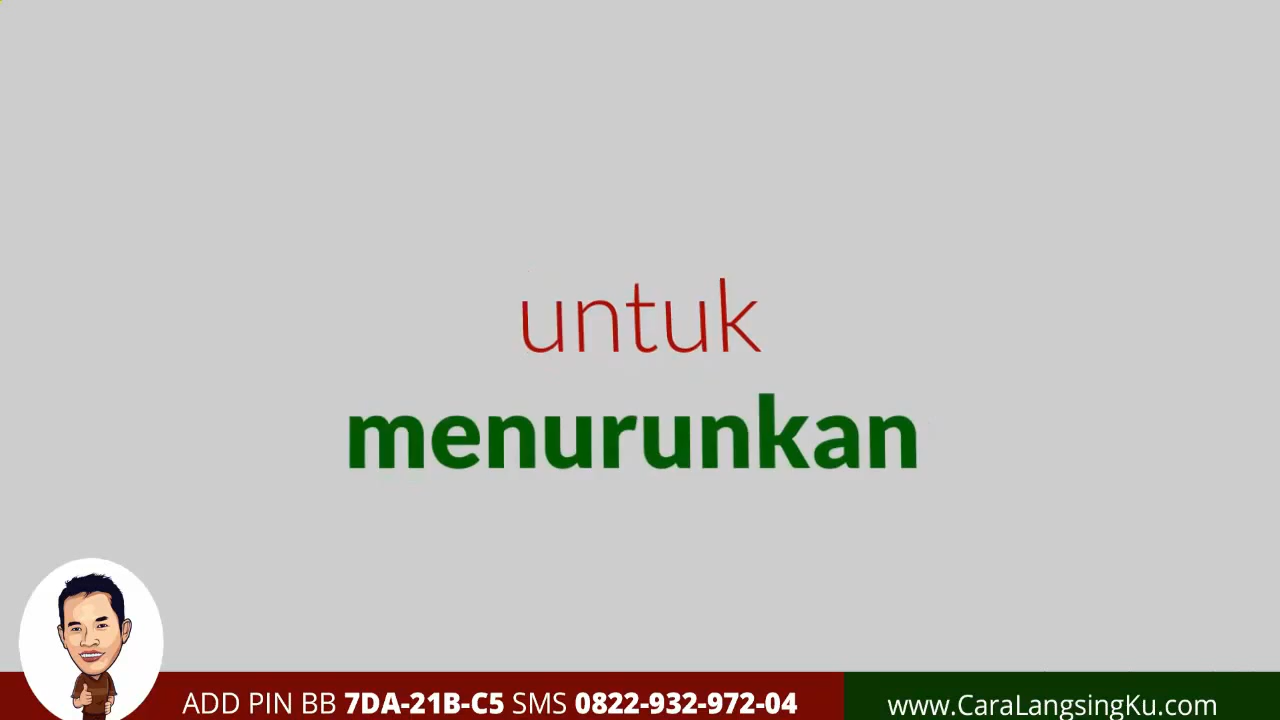 untuk
menurunkan
ADD PIN BB 7DA-21B-C5 SMS 0822-932-972-04
www.CaraLangsingKu.com